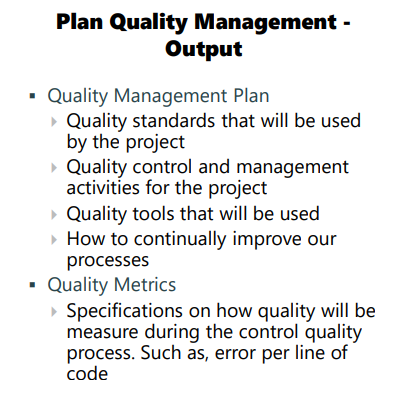 Plan Quality Management -
Output
▪ Quality Management Plan
Quality standards that will be used
by the project
Quality control and management
activities for the project
Quality tools that will be used
How to continually improve our
processes
▪ Quality Metrics
Specifications on how quality will be
measure during the control quality
process. Such as, error per line of
code